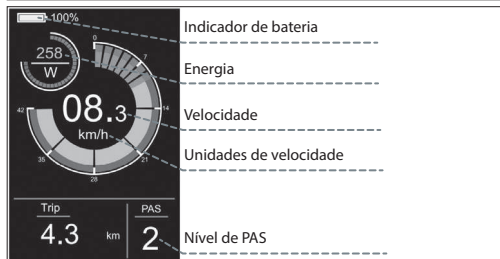 100%
Indicador de bateria
0
7
258
W
Energia
14
42
08.3
km/h
Velocidade
Unidades de velocidade
35
21
28
Trip
PAS
4.3 km
2
Nível de PAS